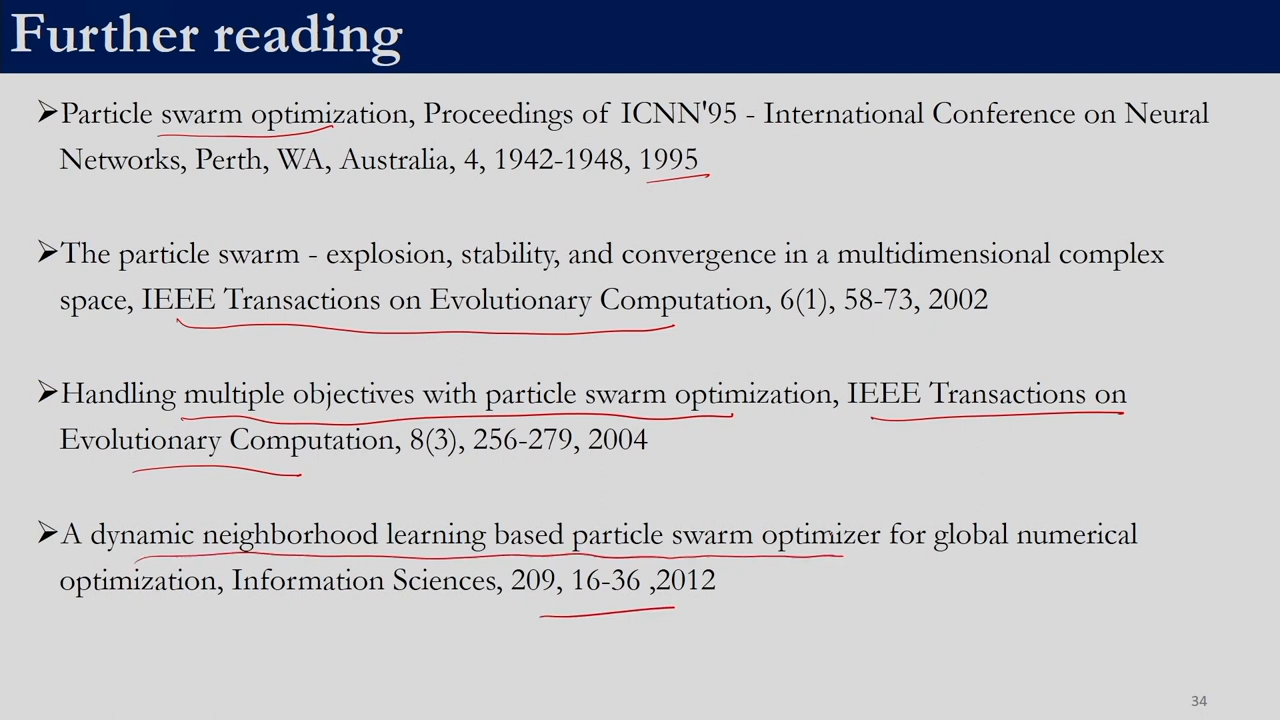 Further reading
➢Particle swarm optimization, Proceedings of ICNN'95 - International Conference on Neural
Networks, Perth, WA, Australia, 4, 1942-1948, 1995
➢The particle swarm - explosion, stability, and convergence in a multidimensional complex
space, IEEE Transactions on Evolutionary Computation, 6(1), 58-73, 2002
➢Handling multiple objectives with particle swarm optimization, IEEE Transactions on
Evolutionary Computation, 8(3), 256-279, 2004
➢A dynamic neighborhood learning based particle swarm optimizer for global numerical
optimization, Information Sciences, 209, 16-36 ,2012
34